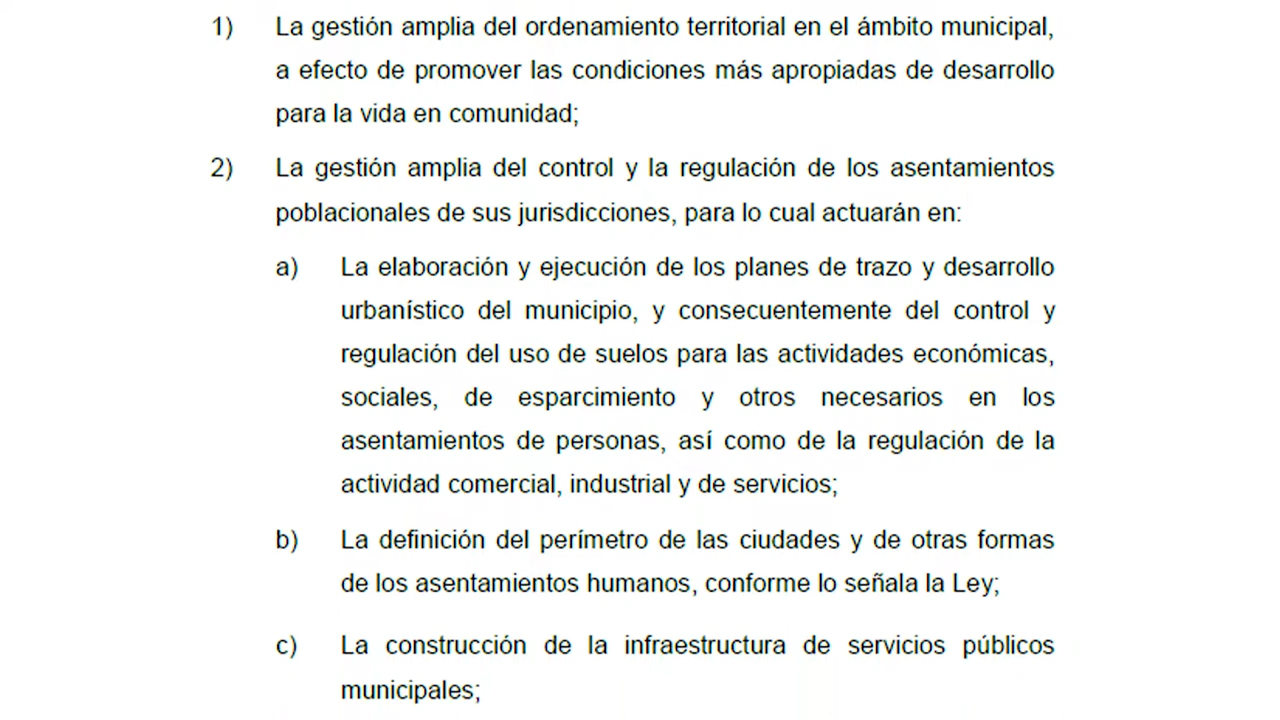 1) La gestión amplia del ordenamiento territorial en el ámbito municipal,
a efecto de promover las condiciones más apropiadas de desarrollo
para la vida en comunidad;
2) La gestión amplia del control y la regulación de los asentamientos
poblacionales de sus jurisdicciones, para lo cual actuarán en:
a) La elaboración y ejecución de los planes de trazo y desarrollo
urbanístico del municipio, y consecuentemente del control y
regulación del uso de suelos para las actividades económicas,
sociales, de esparcimiento y otros necesarios en los
asentamientos de personas, así como de la regulación de la
actividad comercial, industrial y de servicios;
b) La definición del perímetro de las ciudades y de otras formas
de los asentamientos humanos, conforme lo señala la Ley;
c) La construcción de la infraestructura de servicios públicos
municipales;